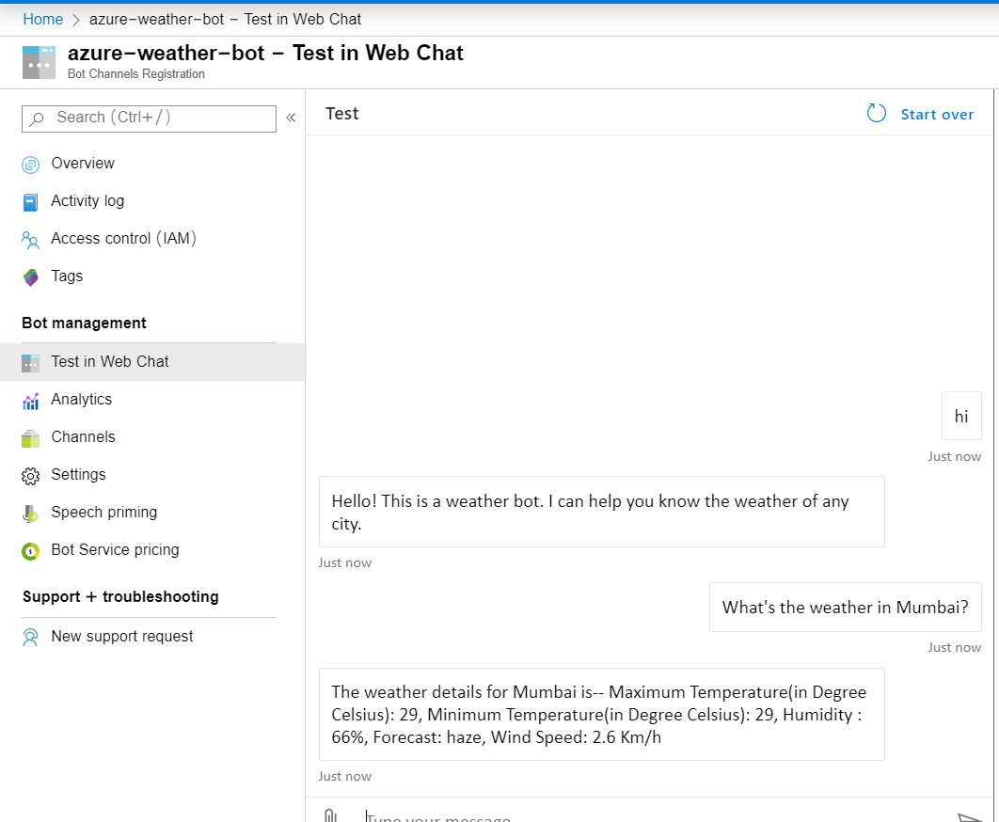 Home > azure-weather-bot - Test in Web Chat
azure-weather-bot - Test in Web Chat
Bot Channels Registration
Search (Ctrl+/)
«
Overview
Activity log
Access control (IAM)
Tags
Bot management
Test in Web Chat
Analytics
Channels
Settings
Speech priming
Bot Service pricing
Support + troubleshooting
New support request
Test
Start over
hi
Just now
Hello! This is a weather bot. I can help you know the weather of any
city.
Just now
What's the weather in Mumbai?
Just now
The weather details for Mumbai is-- Maximum Temperature(in Degree
Celsius): 29, Minimum Temperature(in Degree Celsius): 29, Humidity :
66%, Forecast: haze, Wind Speed: 2.6 Km/h
Just now
Type your message